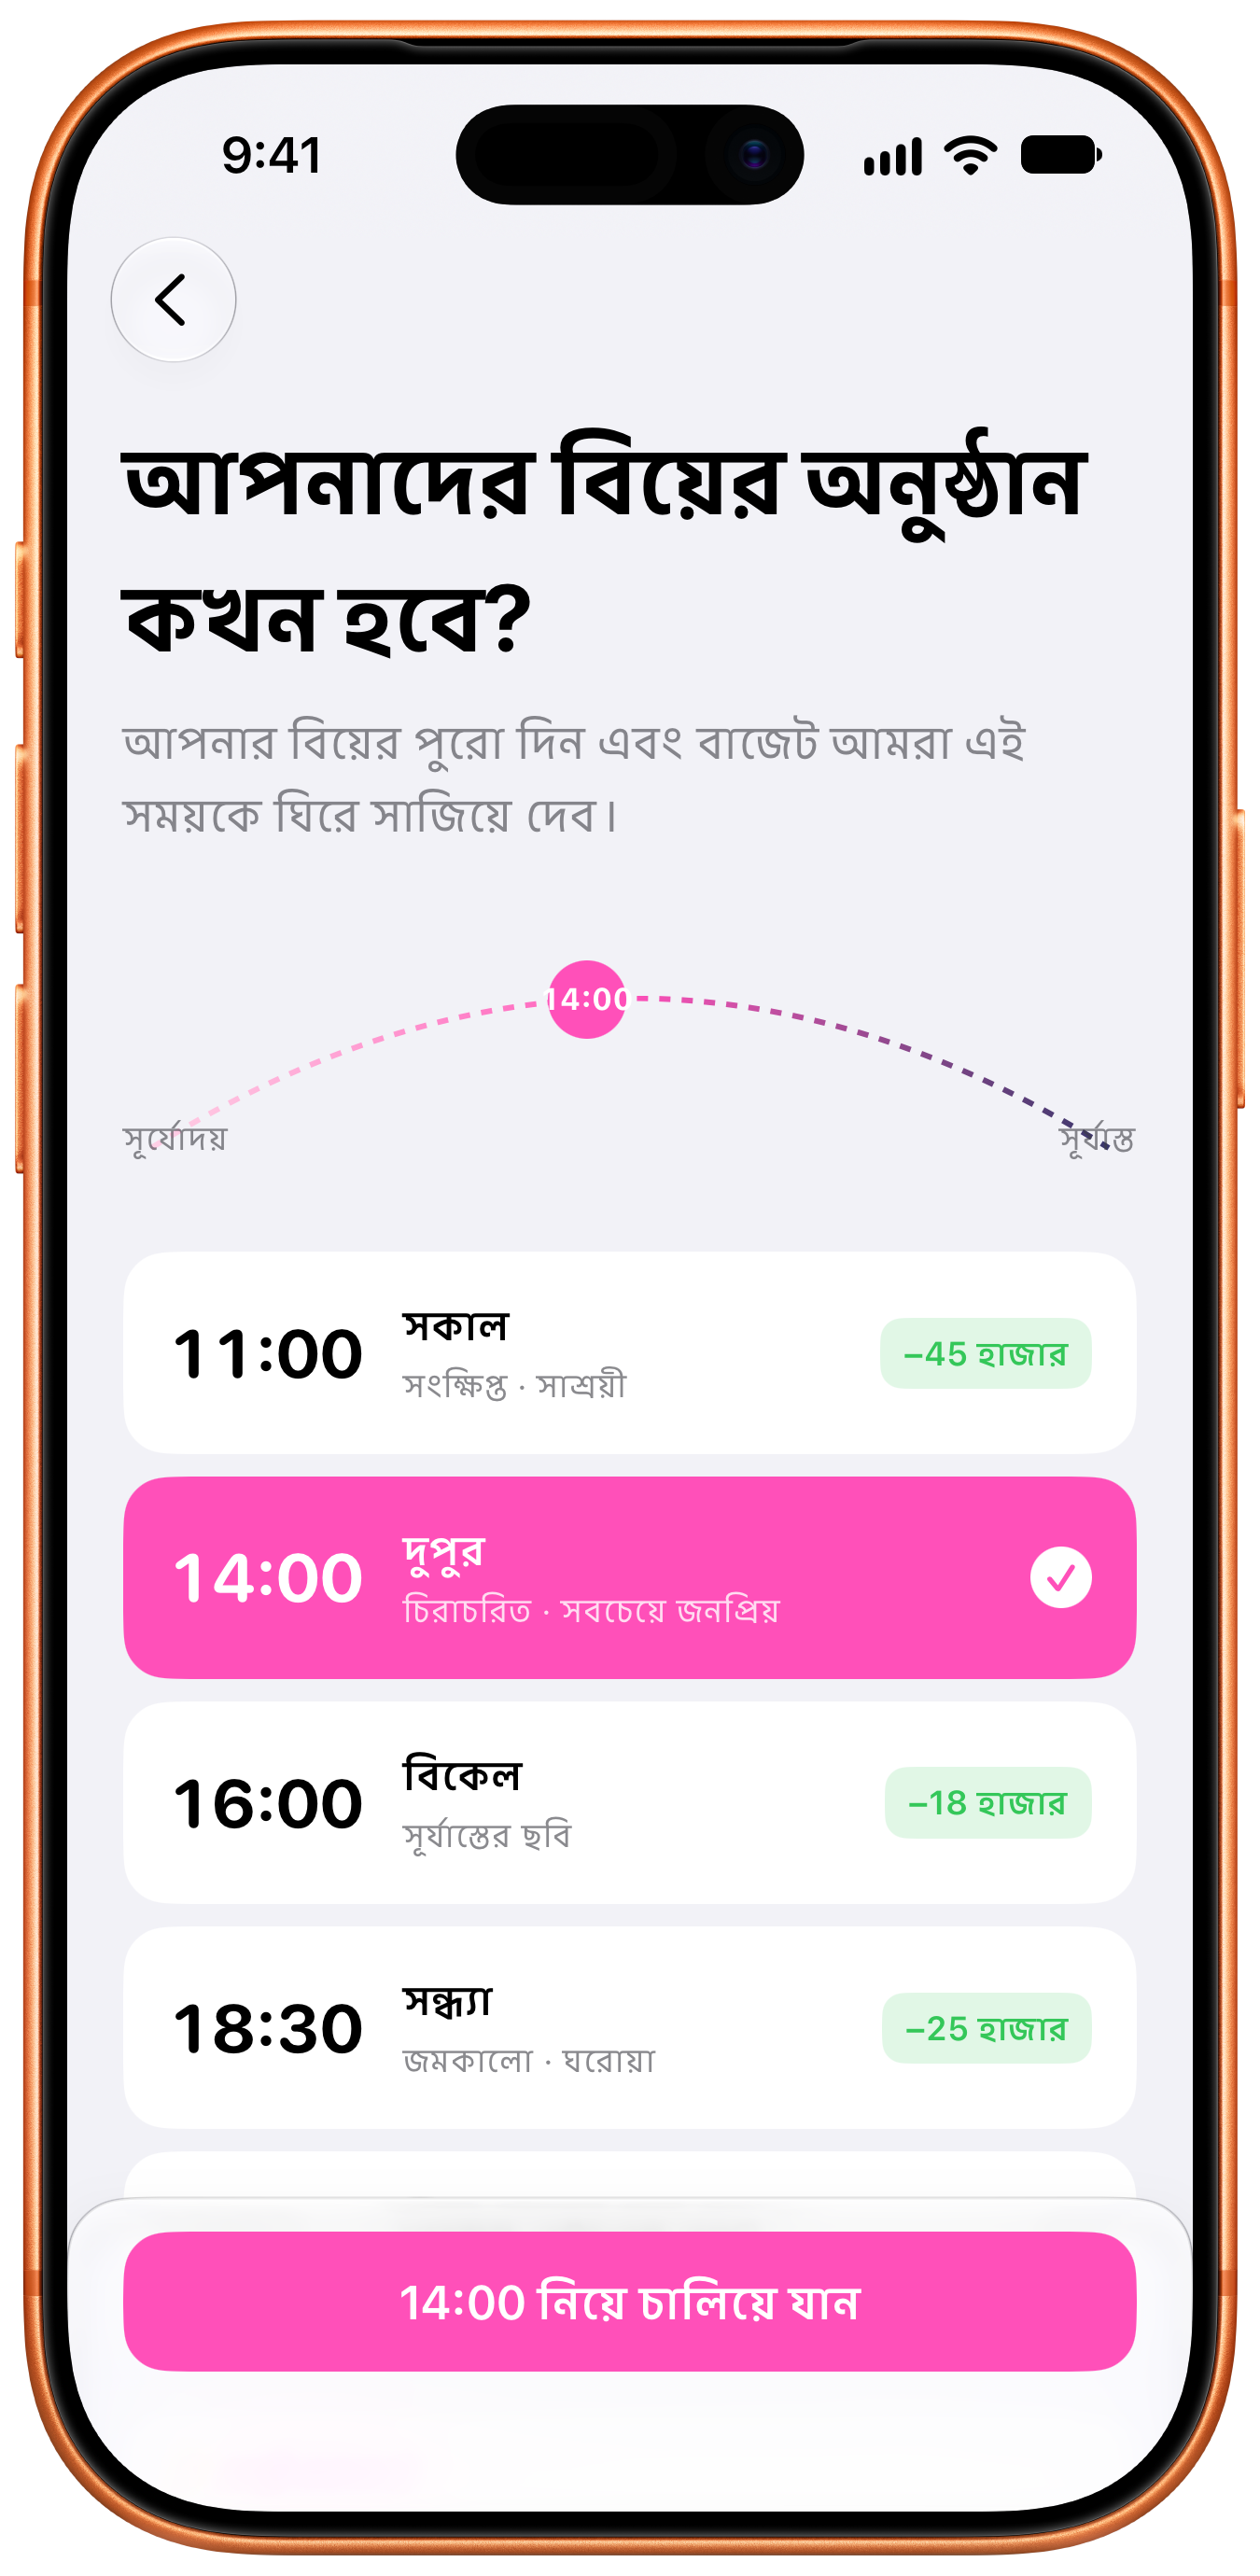 9:41
আপনাদের বিয়ের অনুষ্ঠান
কখন হবে?
আপনার বিয়ের পুরো দিন এবং বাজেট আমরা এই
সময়কে ঘিরে সাজিয়ে দেব।
14:00
সূর্যোদয়
সূর্যাস্ত
11:00
সকাল
সংক্ষিপ্ত · সাশ্রয়ী
–45 হাজার
14:00
দুপুর
চিরাচরিত · সবচেয়ে জনপ্রিয়
16:00
বিকেল
সূর্যাস্তের ছবি
–18 হাজার
18:30
সন্ধ্যা
জমকালো · ঘরোয়া
–25 হাজার
14:00 নিয়ে চালিয়ে যান